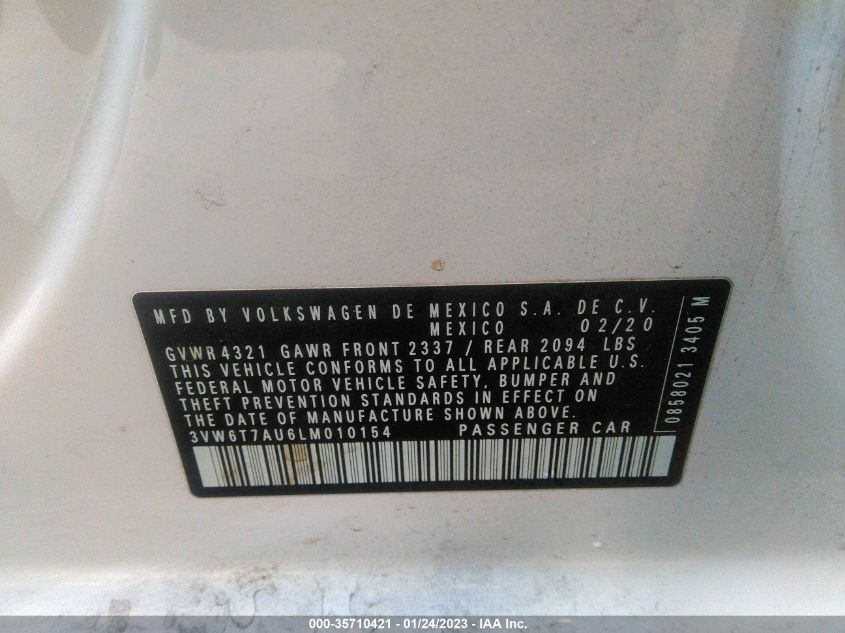 MFD BY VOLKSWAGEN DE MEXICO S.A. DE C.V.
MEXICO 02/20
GVWR 4321 GAWR FRONT 2337 / REAR 2094 LBS
THIS VEHICLE CONFORMS TO ALL APPLICABLE U.S.
FEDERAL MOTOR VEHICLE SAFETY, BUMPER AND
THEFT PREVENTION STANDARDS IN EFFECT ON
THE DATE OF MANUFACTURE SHOWN ABOVE.
3VW6T7AU6LM010154 PASSENGER CAR
0858021 3405 M
000-35710421 - 01/24/2023 - IAA Inc.